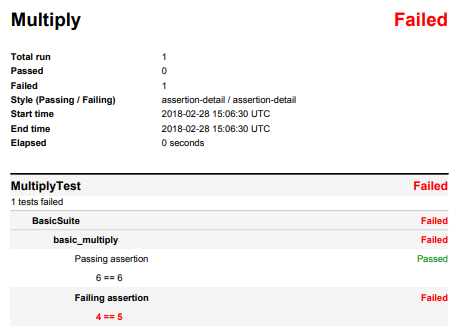 Multiply Failed
Total run 1
Passed 0
Failed 1
Style (Passing / Failing) assertion-detail / assertion-detail
Start time 2018-02-28 15:06:30 UTC
End time 2018-02-28 15:06:30 UTC
Elapsed 0 seconds
MultiplyTest Failed
1 tests failed
BasicSuite Failed
basic_multiply Failed
Passing assertion Passed
6 == 6
Failing assertion Failed
4 == 5